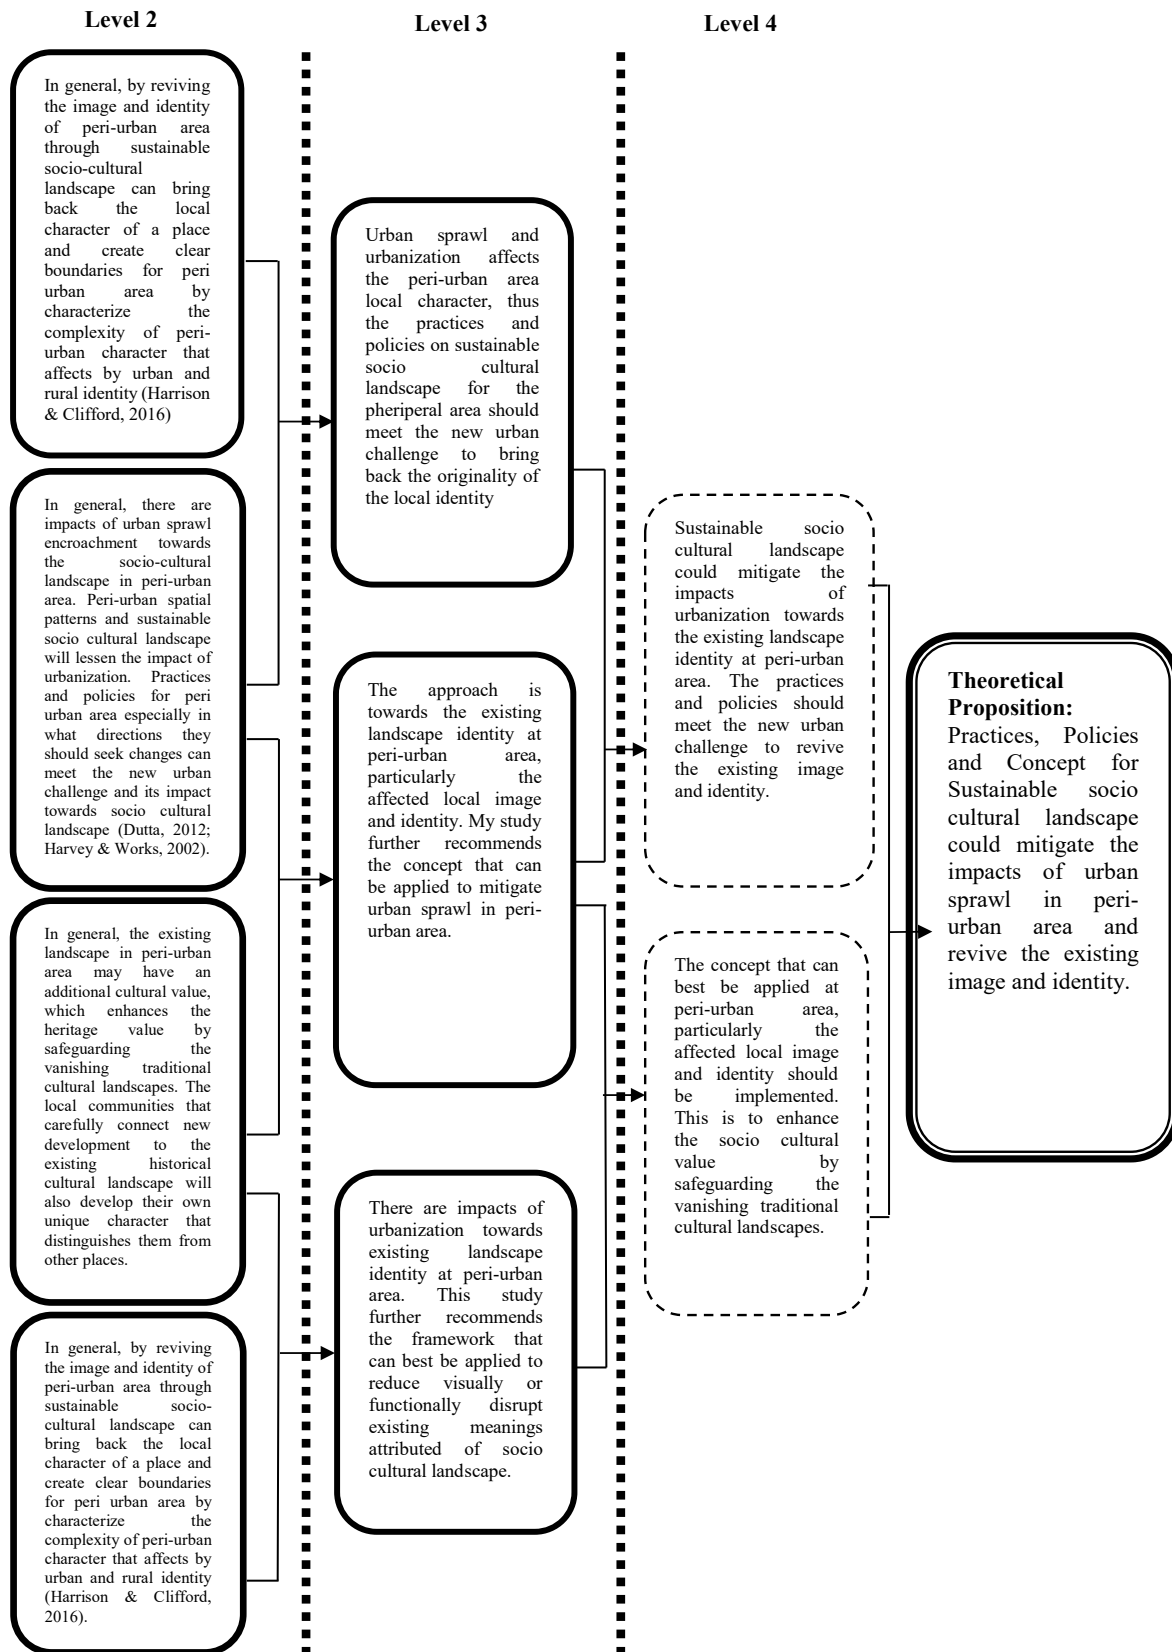 Level 2
Level 3
Level 4
In general, by reviving
the image and identity
of peri-urban area
through sustainable
socio-cultural
landscape can bring
back the local
character of a place
and create clear
boundaries for peri
urban area by
characterize the
complexity of peri-
urban character that
affects by urban and
rural identity (Harrison
& Clifford, 2016)
In general, there are
impacts of urban sprawl
encroachment towards
the socio-cultural
landscape in peri-urban
area. Peri-urban spatial
patterns and sustainable
socio cultural landscape
will lessen the impact of
urbanization. Practices
and policies for peri
urban area especially in
what directions they
should seek changes can
meet the new urban
challenge and its impact
towards socio cultural
landscape (Dutta, 2012;
Harvey & Works, 2002).
In general, the existing
landscape in peri-urban
area may have an
additional cultural value,
which enhances the
heritage value by
safeguarding the
vanishing traditional
cultural landscapes. The
local communities that
carefully connect new
development to the
existing historical
cultural landscape will
also develop their own
unique character that
distinguishes them from
other places.
In general, by reviving
the image and identity of
peri-urban area through
sustainable socio-
cultural landscape can
bring back the local
character of a place and
create clear boundaries
for peri urban area by
characterize the
complexity of peri-urban
character that affects by
urban and rural identity
(Harrison & Clifford,
2016).
Urban sprawl and
urbanization affects
the peri-urban area
local character, thus
the practices and
policies on sustainable
socio cultural
landscape for the
pheriperal area should
meet the new urban
challenge to bring
back the originality of
the local identity
The approach is
towards the existing
landscape identity at
peri-urban area,
particularly the
affected local image
and identity. My study
further recommends
the concept that can
be applied to mitigate
urban sprawl in peri-
urban area.
There are impacts of
urbanization towards
existing landscape
identity at peri-urban
area. This study
further recommends
the framework that
can best be applied to
reduce visually or
functionally disrupt
existing meanings
attributed of socio
cultural landscape.
Sustainable socio
cultural landscape
could mitigate the
impacts of
urbanization towards
the existing landscape
identity at peri-urban
area. The practices
and policies should
meet the new urban
challenge to revive
the existing image
and identity.
The concept that can
best be applied at
peri-urban area,
particularly the
affected local image
and identity should
be implemented.
This is to enhance
the socio cultural
value by
safeguarding the
vanishing traditional
cultural landscapes.
Theoretical
Proposition:
Practices, Policies
and Concept for
Sustainable socio
cultural landscape
could mitigate the
impacts of urban
sprawl in peri-
urban area and
revive the existing
image and identity.